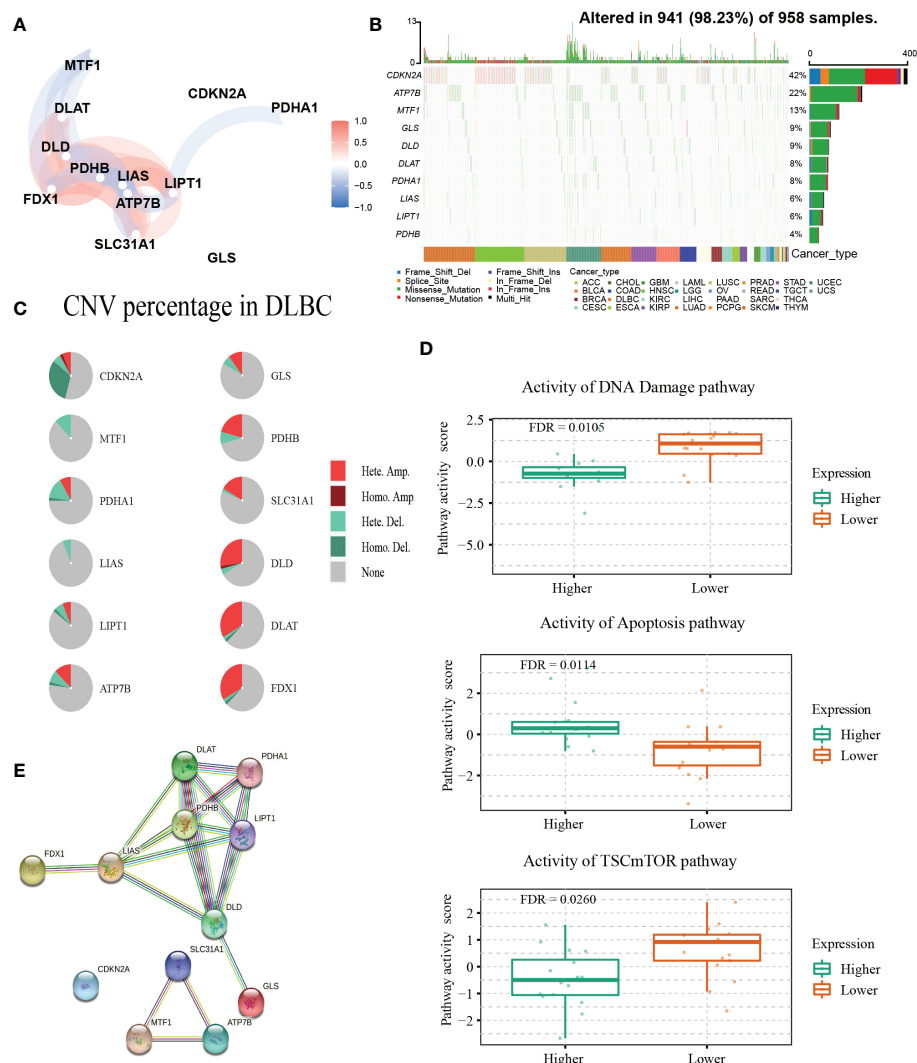 A
MTF1
CDKN2A
PDHA1
DLAT
DLD
PDHB
LIAS
LIPT1
FDX1
ATP7B
SLC31A1
GLS
1.0
0.5
0.0
−0.5
−1.0
B
Altered in 941 (98.23%) of 958 samples.
13
0
0
400
CDKN2A 42%
ATP7B 22%
MTF1 13%
GLS 9%
DLD 9%
DLAT 8%
PDHA1 8%
LIAS 6%
LIPT1 6%
PDHB 4%
Cancer_type
Frame_Shift_Del
Splice_Site
Missense_Mutation
Nonsense_Mutation
Frame_Shift_Ins
In_Frame_Del
In_Frame_Ins
Multi_Hit
Cancer_type
ACC CHOL GBM LAML LUSC PRAD STAD UCEC
BLCA COAD HNSC LGG OV READ TGCT UCS
BRCA DLBC KIRC LIHC PAAD SARC THCA
CESC ESCA KIRP LUAD PCPG SKCM THYM
C
CNV percentage in DLBC
CDKN2A
GLS
MTF1
PDHB
PDHA1
SLC31A1
LIAS
DLD
LIPT1
DLAT
ATP7B
FDX1
Hete. Amp.
Homo. Amp.
Hete. Del.
Homo. Del.
None
D
Activity of DNA Damage pathway
FDR = 0.0105
Pathway activity score
2.5
0.0
−2.5
−5.0
Higher
Lower
Expression
Higher
Lower
Activity of Apoptosis pathway
FDR = 0.0114
Pathway activity score
2
0
−2
Higher
Lower
Expression
Higher
Lower
Activity of TSCmTOR pathway
FDR = 0.0260
Pathway activity score
2
1
0
−1
−2
Higher
Lower
Expression
Higher
Lower
E
DLAT
PDHA1
PDHB
LIPT1
FDX1
LIAS
DLD
SLC31A1
CDKN2A
GLS
MTF1
ATP7B